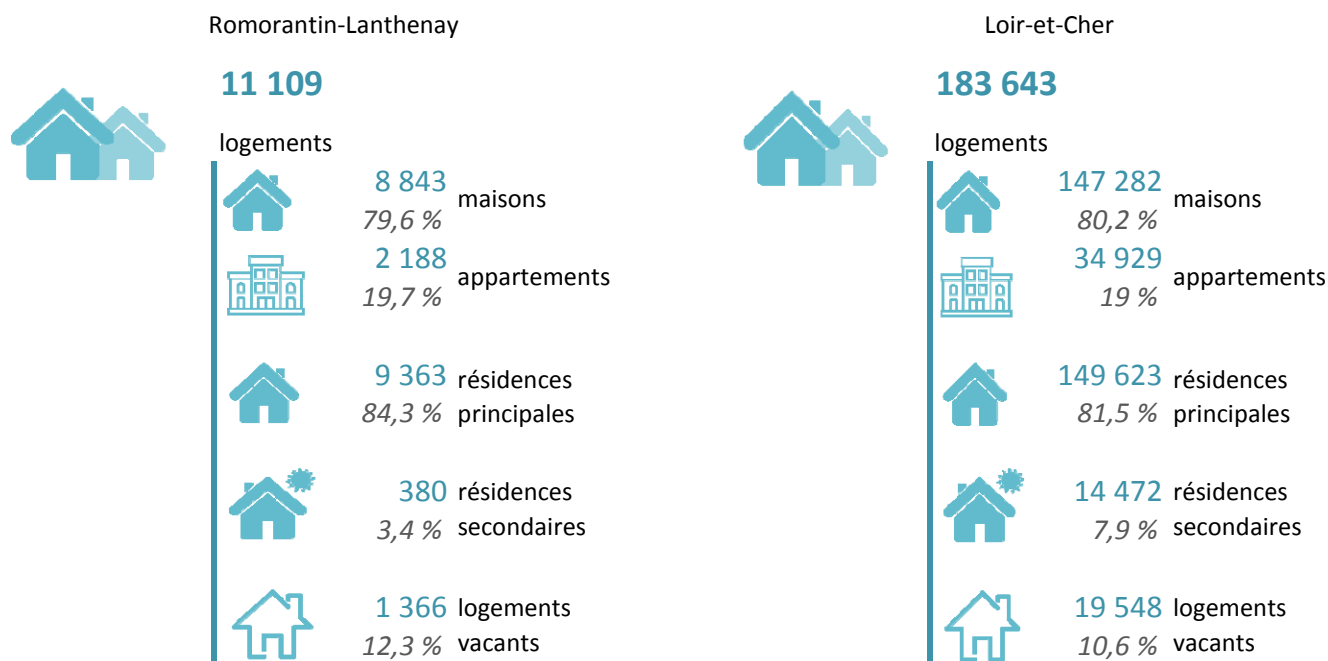 Romorantin-Lanthenay
11 109
logements
8 843
maisons
79,6 %
2 188
appartements
19,7 %
9 363 résidences
84,3 % principales
380 résidences
3,4 % secondaires
1 366 logements
12,3 % vacants
Loir-et-Cher
183 643
logements
147 282
maisons
80,2 %
34 929
appartements
19 %
149 623 résidences
81,5 % principales
14 472 résidences
7,9 % secondaires
19 548 logements
10,6 % vacants